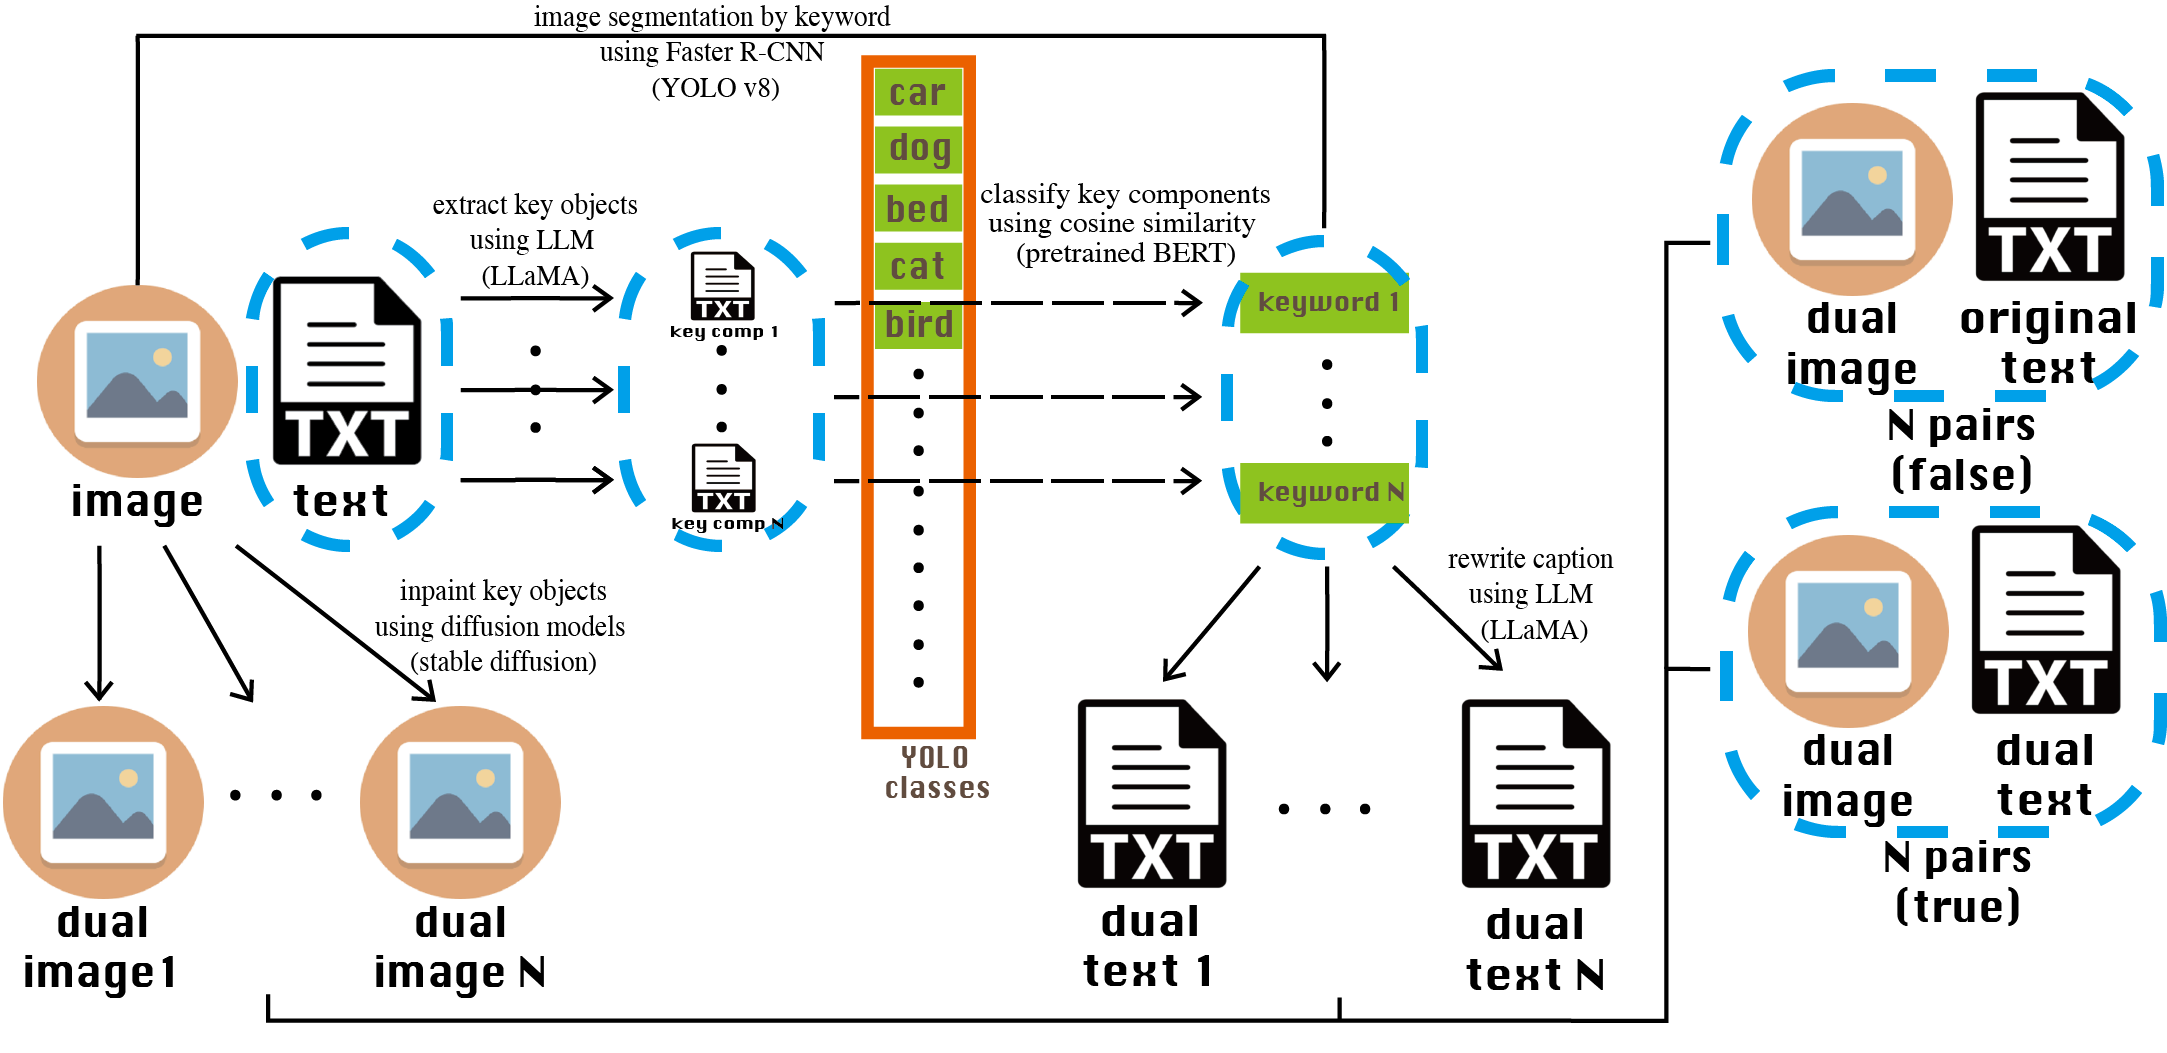 image segmentation by keyword
using Faster R-CNN
(YOLO v8)
car
dog
bed
cat
bird
YOLO
classes
extract key objects
using LLM
(LLaMA)
classify key components
using cosine similarity
(pretrained BERT)
TXT
image
text
TXT
key comp 1
TXT
key comp N
keyword 1
keyword N
inpaint key objects
using diffusion models
(stable diffusion)
rewrite caption
using LLM
(LLaMA)
dual
image1
dual
image N
TXT
dual
text 1
TXT
dual
text N
TXT
dual
image
original
text
N pairs
(false)
TXT
dual
image
dual
text
N pairs
(true)